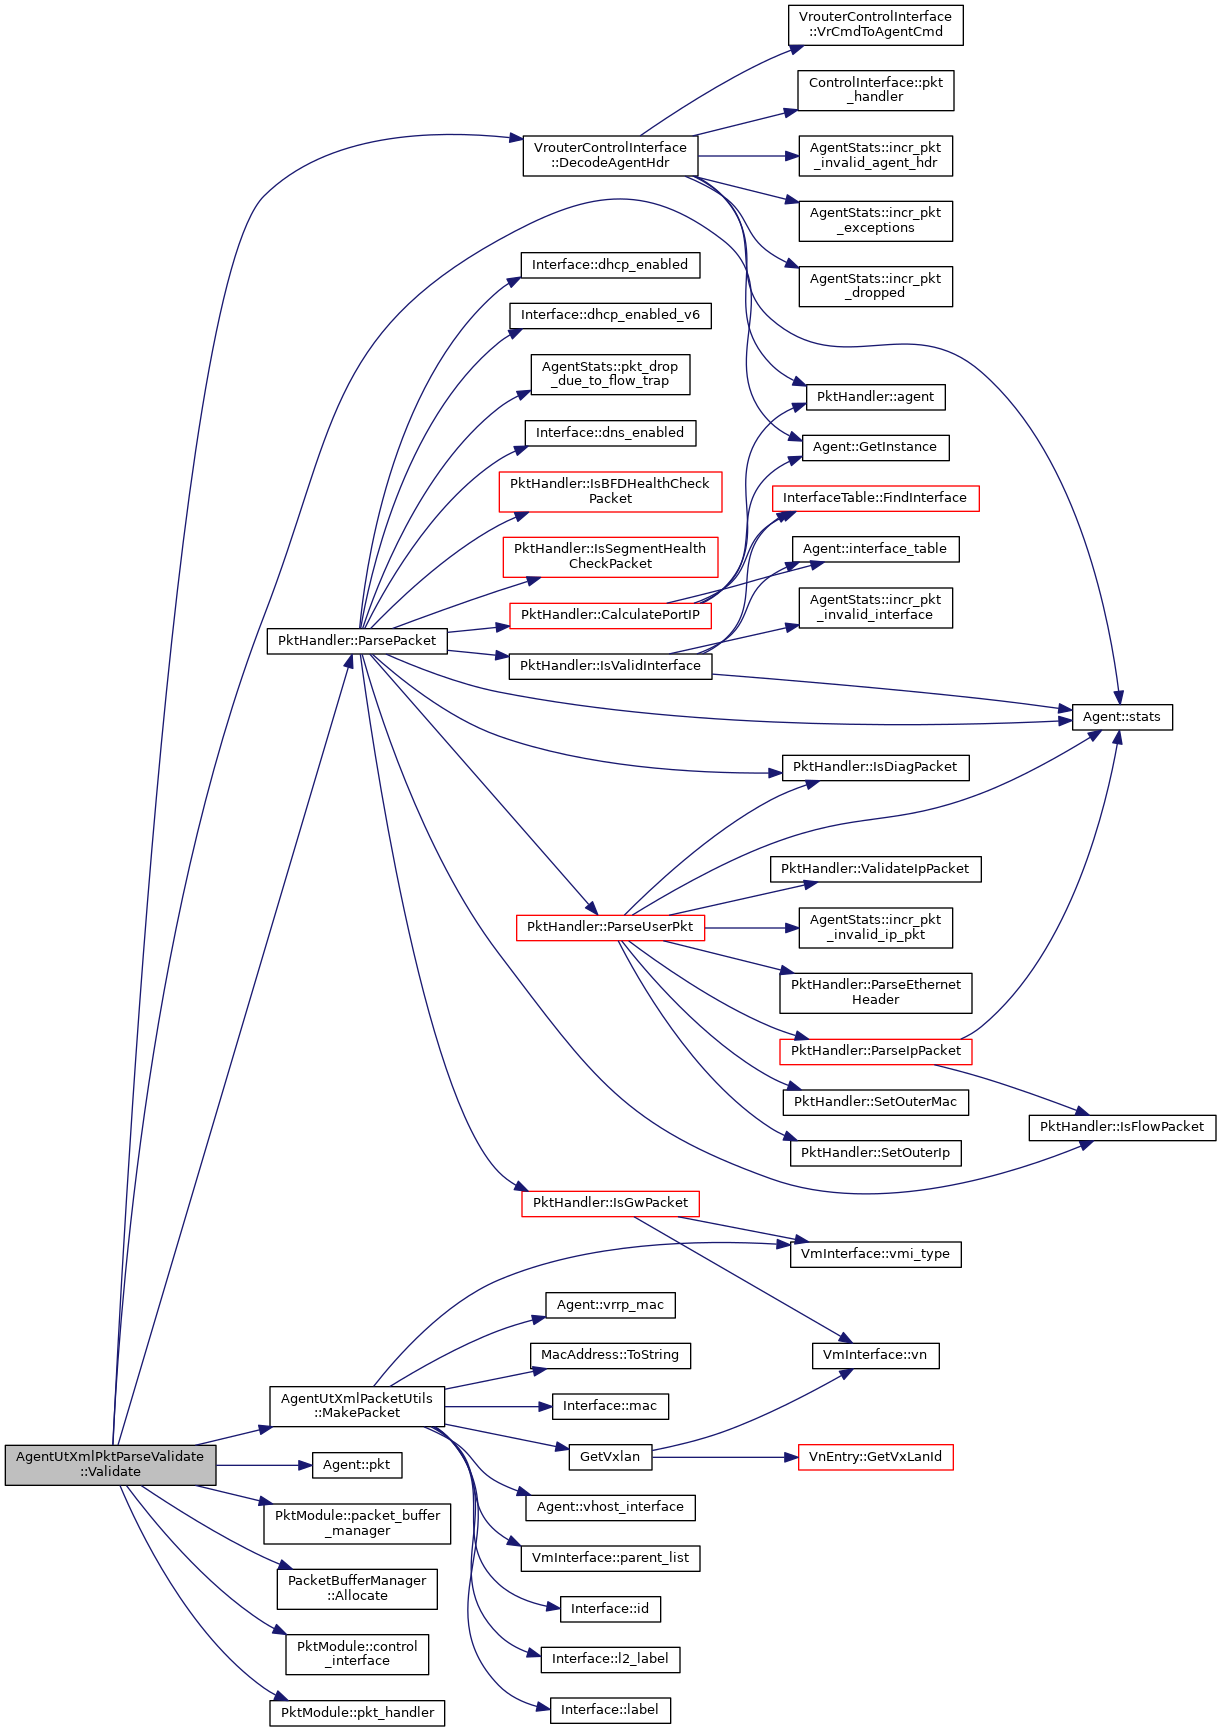 VrouterControlInterface
::VrCmdToAgentCmd
ControlInterface::pkt
_handler
VrouterControlInterface
::DecodeAgentHdr
AgentStats::incr_pkt
_invalid_agent_hdr
AgentStats::incr_pkt
_exceptions
Interface::dhcp_enabled
AgentStats::incr_pkt
_dropped
Interface::dhcp_enabled_v6
AgentStats::pkt_drop
_due_to_flow_trap
PktHandler::agent
Interface::dns_enabled
Agent::GetInstance
PktHandler::IsBFDHealthCheck
Packet
InterfaceTable::FindInterface
PktHandler::IsSegmentHealth
CheckPacket
Agent::interface_table
AgentStats::incr_pkt
_invalid_interface
PktHandler::CalculatePortIP
PktHandler::ParsePacket
PktHandler::IsValidInterface
Agent::stats
PktHandler::IsDiagPacket
PktHandler::ValidateIpPacket
PktHandler::ParseUserPkt
AgentStats::incr_pkt
_invalid_ip_pkt
PktHandler::ParseEthernet
Header
PktHandler::ParseIpPacket
PktHandler::SetOuterMac
PktHandler::IsFlowPacket
PktHandler::SetOuterIp
PktHandler::IsGwPacket
VmInterface::vmi_type
Agent::vrrp_mac
MacAddress::ToString
VmInterface::vn
AgentUtXmlPacketUtils
::MakePacket
Interface::mac
GetVxlan
VnEntry::GetVxLanId
AgentUtXmlPktParseValidate
::Validate
Agent::pkt
Agent::vhost_interface
PktModule::packet_buffer
_manager
VmInterface::parent_list
PacketBufferManager
::Allocate
Interface::id
PktModule::control
_interface
Interface::l2_label
PktModule::pkt_handler
Interface::label